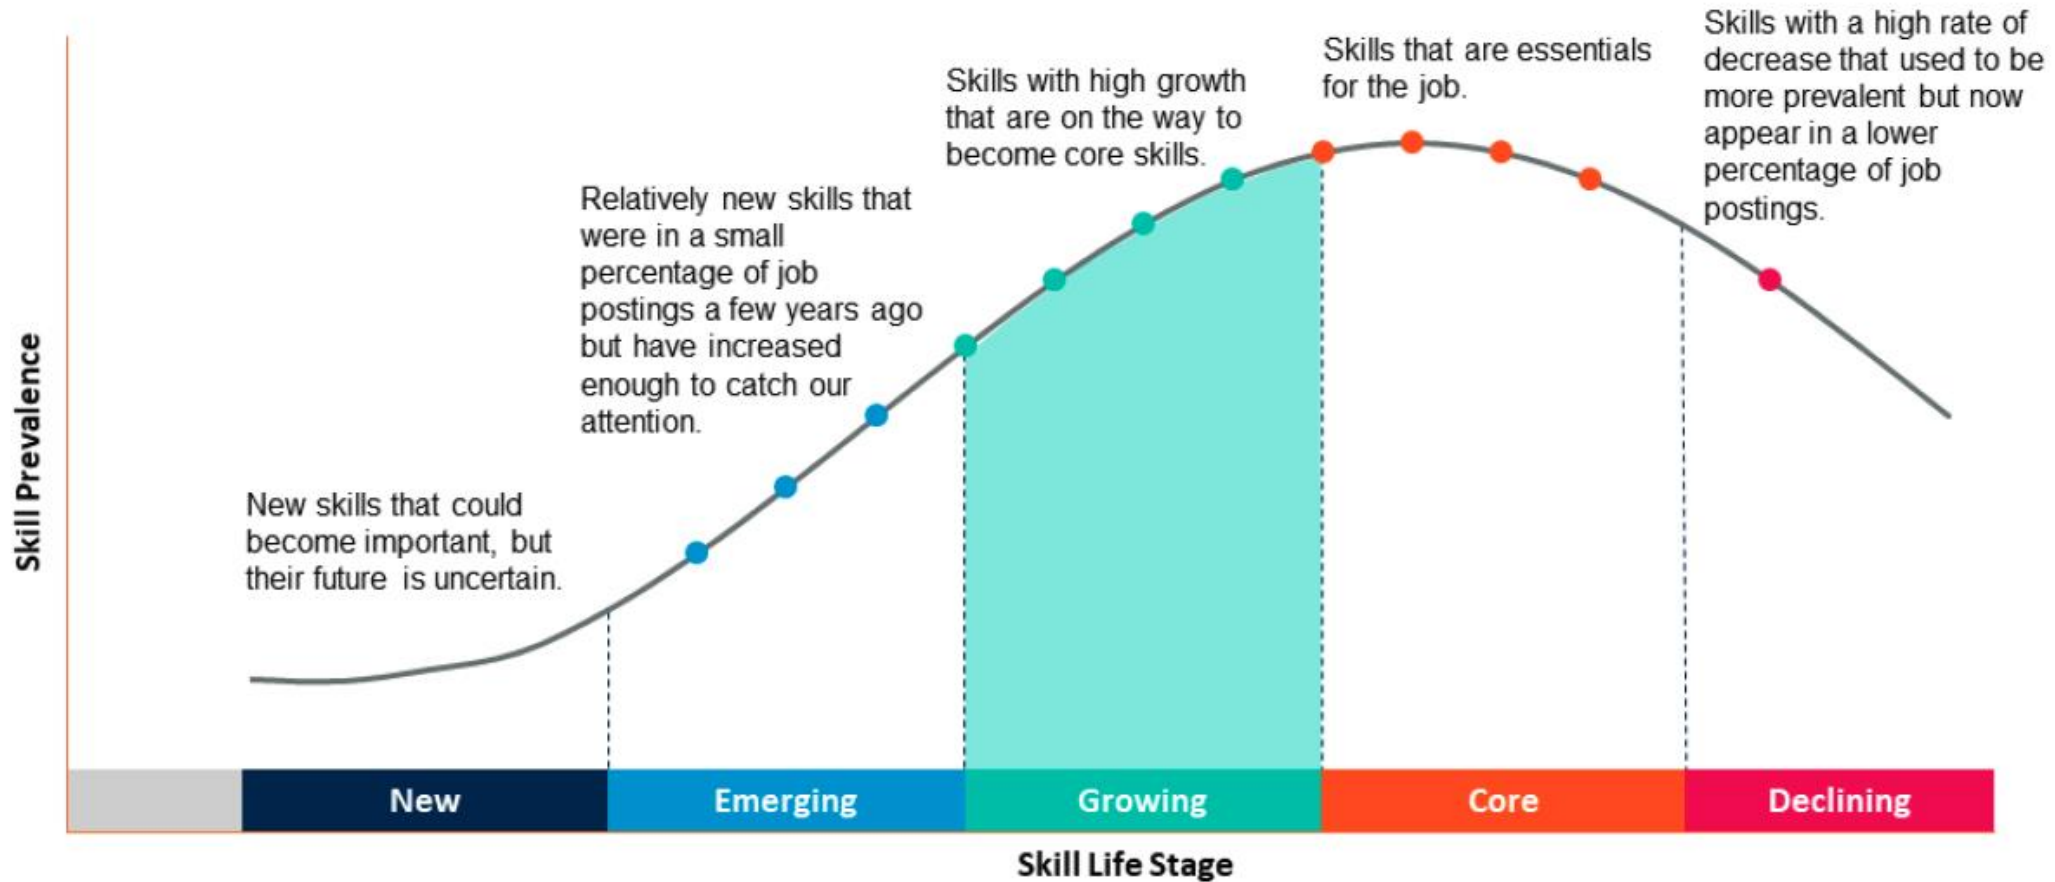 Skill Prevalence
New skills that could
become important, but
their future is uncertain.
Relatively new skills that
were in a small
percentage of job
postings a few years ago
but have increased
enough to catch our
attention.
Skills with high growth
that are on the way to
become core skills.
Skills that are essentials
for the job.
Skills with a high rate of
decrease that used to be
more prevalent but now
appear in a lower
percentage of job
postings.
New
Emerging
Growing
Core
Declining
Skill Life Stage